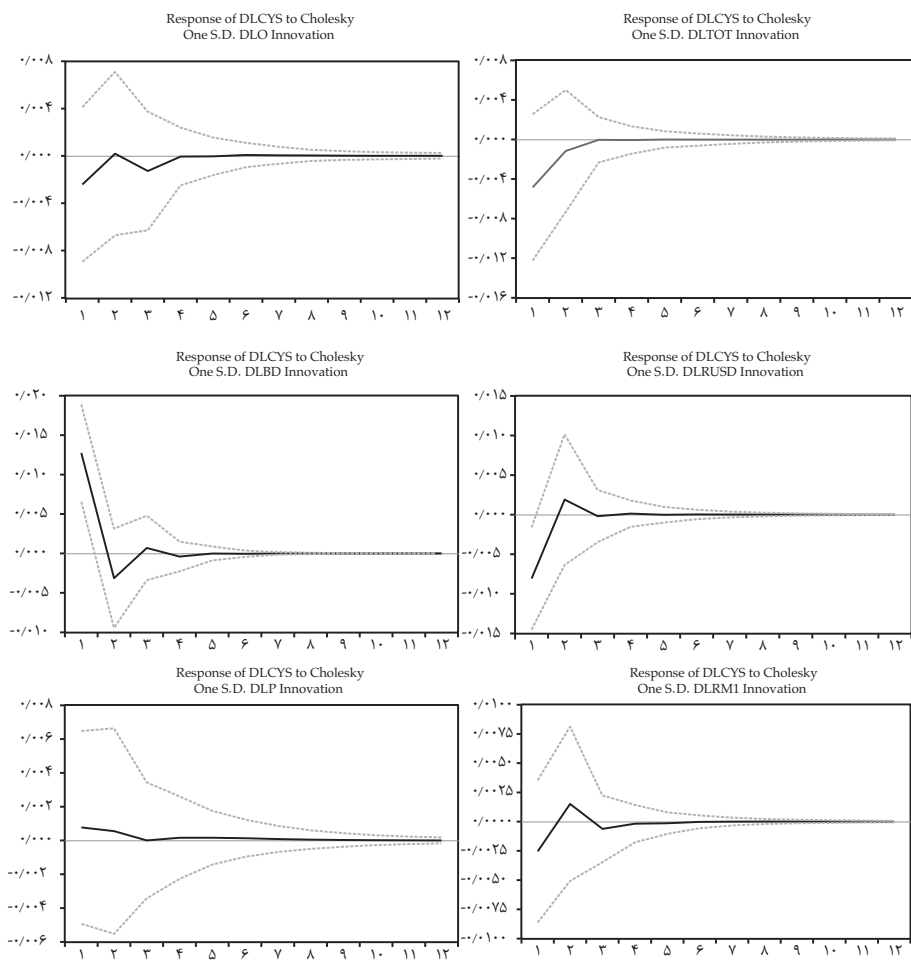 Response of DLCYS to Cholesky
One S.D. DLO Innovation
۰/۰۰۸
۰/۰۰۴
۰/۰۰۰
-۰/۰۰۴
-۰/۰۰۸
-۰/۰۱۲
۱ ۲ ۳ ۴ ۵ ۶ ۷ ۸ ۹ ۱۰ ۱۱ ۱۲
Response of DLCYS to Cholesky
One S.D. DLTOT Innovation
۰/۰۰۸
۰/۰۰۴
۰/۰۰۰
-۰/۰۰۴
-۰/۰۰۸
-۰/۰۱۲
-۰/۰۱۶
۱ ۲ ۳ ۴ ۵ ۶ ۷ ۸ ۹ ۱۰ ۱۱ ۱۲
Response of DLCYS to Cholesky
One S.D. DLBD Innovation
۰/۰۲۰
۰/۰۱۵
۰/۰۱۰
۰/۰۰۵
۰/۰۰۰
-۰/۰۰۵
-۰/۰۱۰
۱ ۲ ۳ ۴ ۵ ۶ ۷ ۸ ۹ ۱۰ ۱۱ ۱۲
Response of DLCYS to Cholesky
One S.D. DLRUSD Innovation
۰/۰۱۵
۰/۰۱۰
۰/۰۰۵
۰/۰۰۰
-۰/۰۰۵
-۰/۰۱۰
-۰/۰۱۵
۱ ۲ ۳ ۴ ۵ ۶ ۷ ۸ ۹ ۱۰ ۱۱ ۱۲
Response of DLCYS to Cholesky
One S.D. DLP Innovation
۰/۰۰۸
۰/۰۰۶
۰/۰۰۴
۰/۰۰۲
۰/۰۰۰
-۰/۰۰۲
-۰/۰۰۴
-۰/۰۰۶
۱ ۲ ۳ ۴ ۵ ۶ ۷ ۸ ۹ ۱۰ ۱۱ ۱۲
Response of DLCYS to Cholesky
One S.D. DLRM1 Innovation
۰/۰۱۰۰
۰/۰۰۷۵
۰/۰۰۵۰
۰/۰۰۲۵
۰/۰۰۰۰
-۰/۰۰۲۵
-۰/۰۰۵۰
-۰/۰۰۷۵
-۰/۰۱۰۰
۱ ۲ ۳ ۴ ۵ ۶ ۷ ۸ ۹ ۱۰ ۱۱ ۱۲